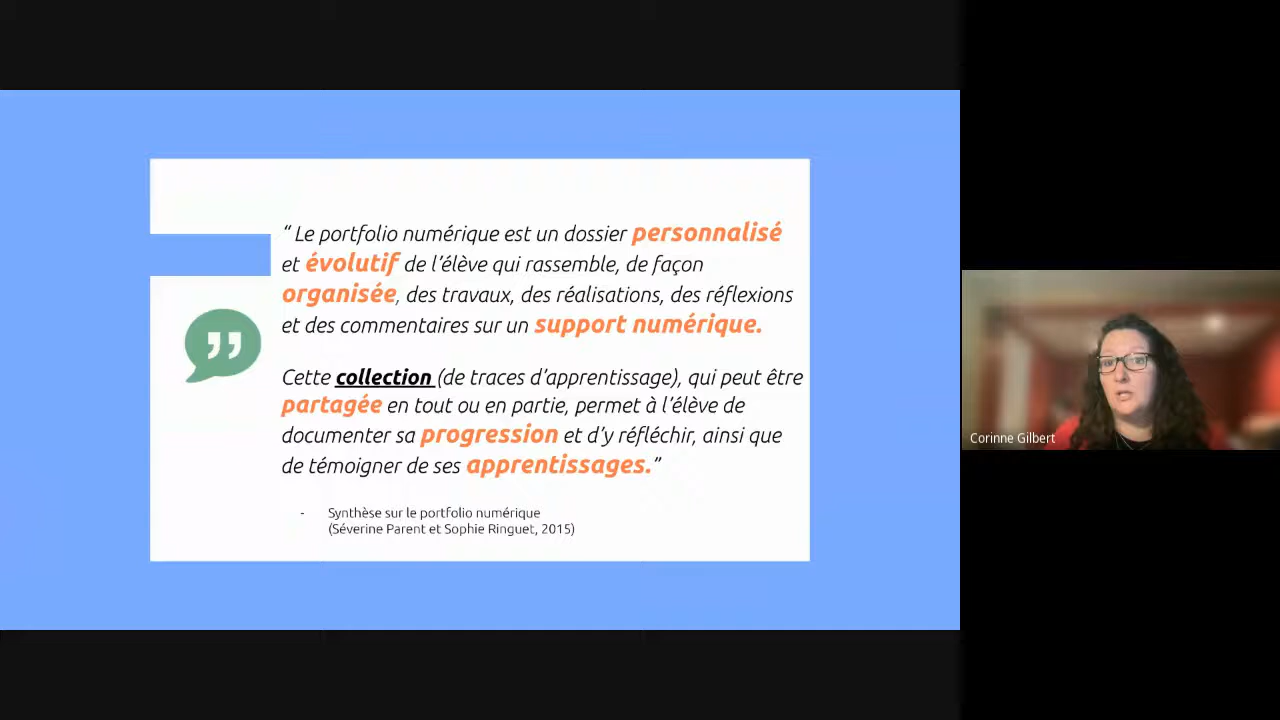 “ Le portfolio numérique est un dossier personnalisé
et évolutif de l’élève qui rassemble, de façon
organisée, des travaux, des réalisations, des réflexions
et des commentaires sur un support numérique.
Cette collection (de traces d’apprentissage), qui peut être
partagée en tout ou en partie, permet à l’élève de
documenter sa progression et d’y réfléchir, ainsi que
de témoigner de ses apprentissages.”
- Synthèse sur le portfolio numérique
(Séverine Parent et Sophie Ringuet, 2015)
Corinne Gilbert